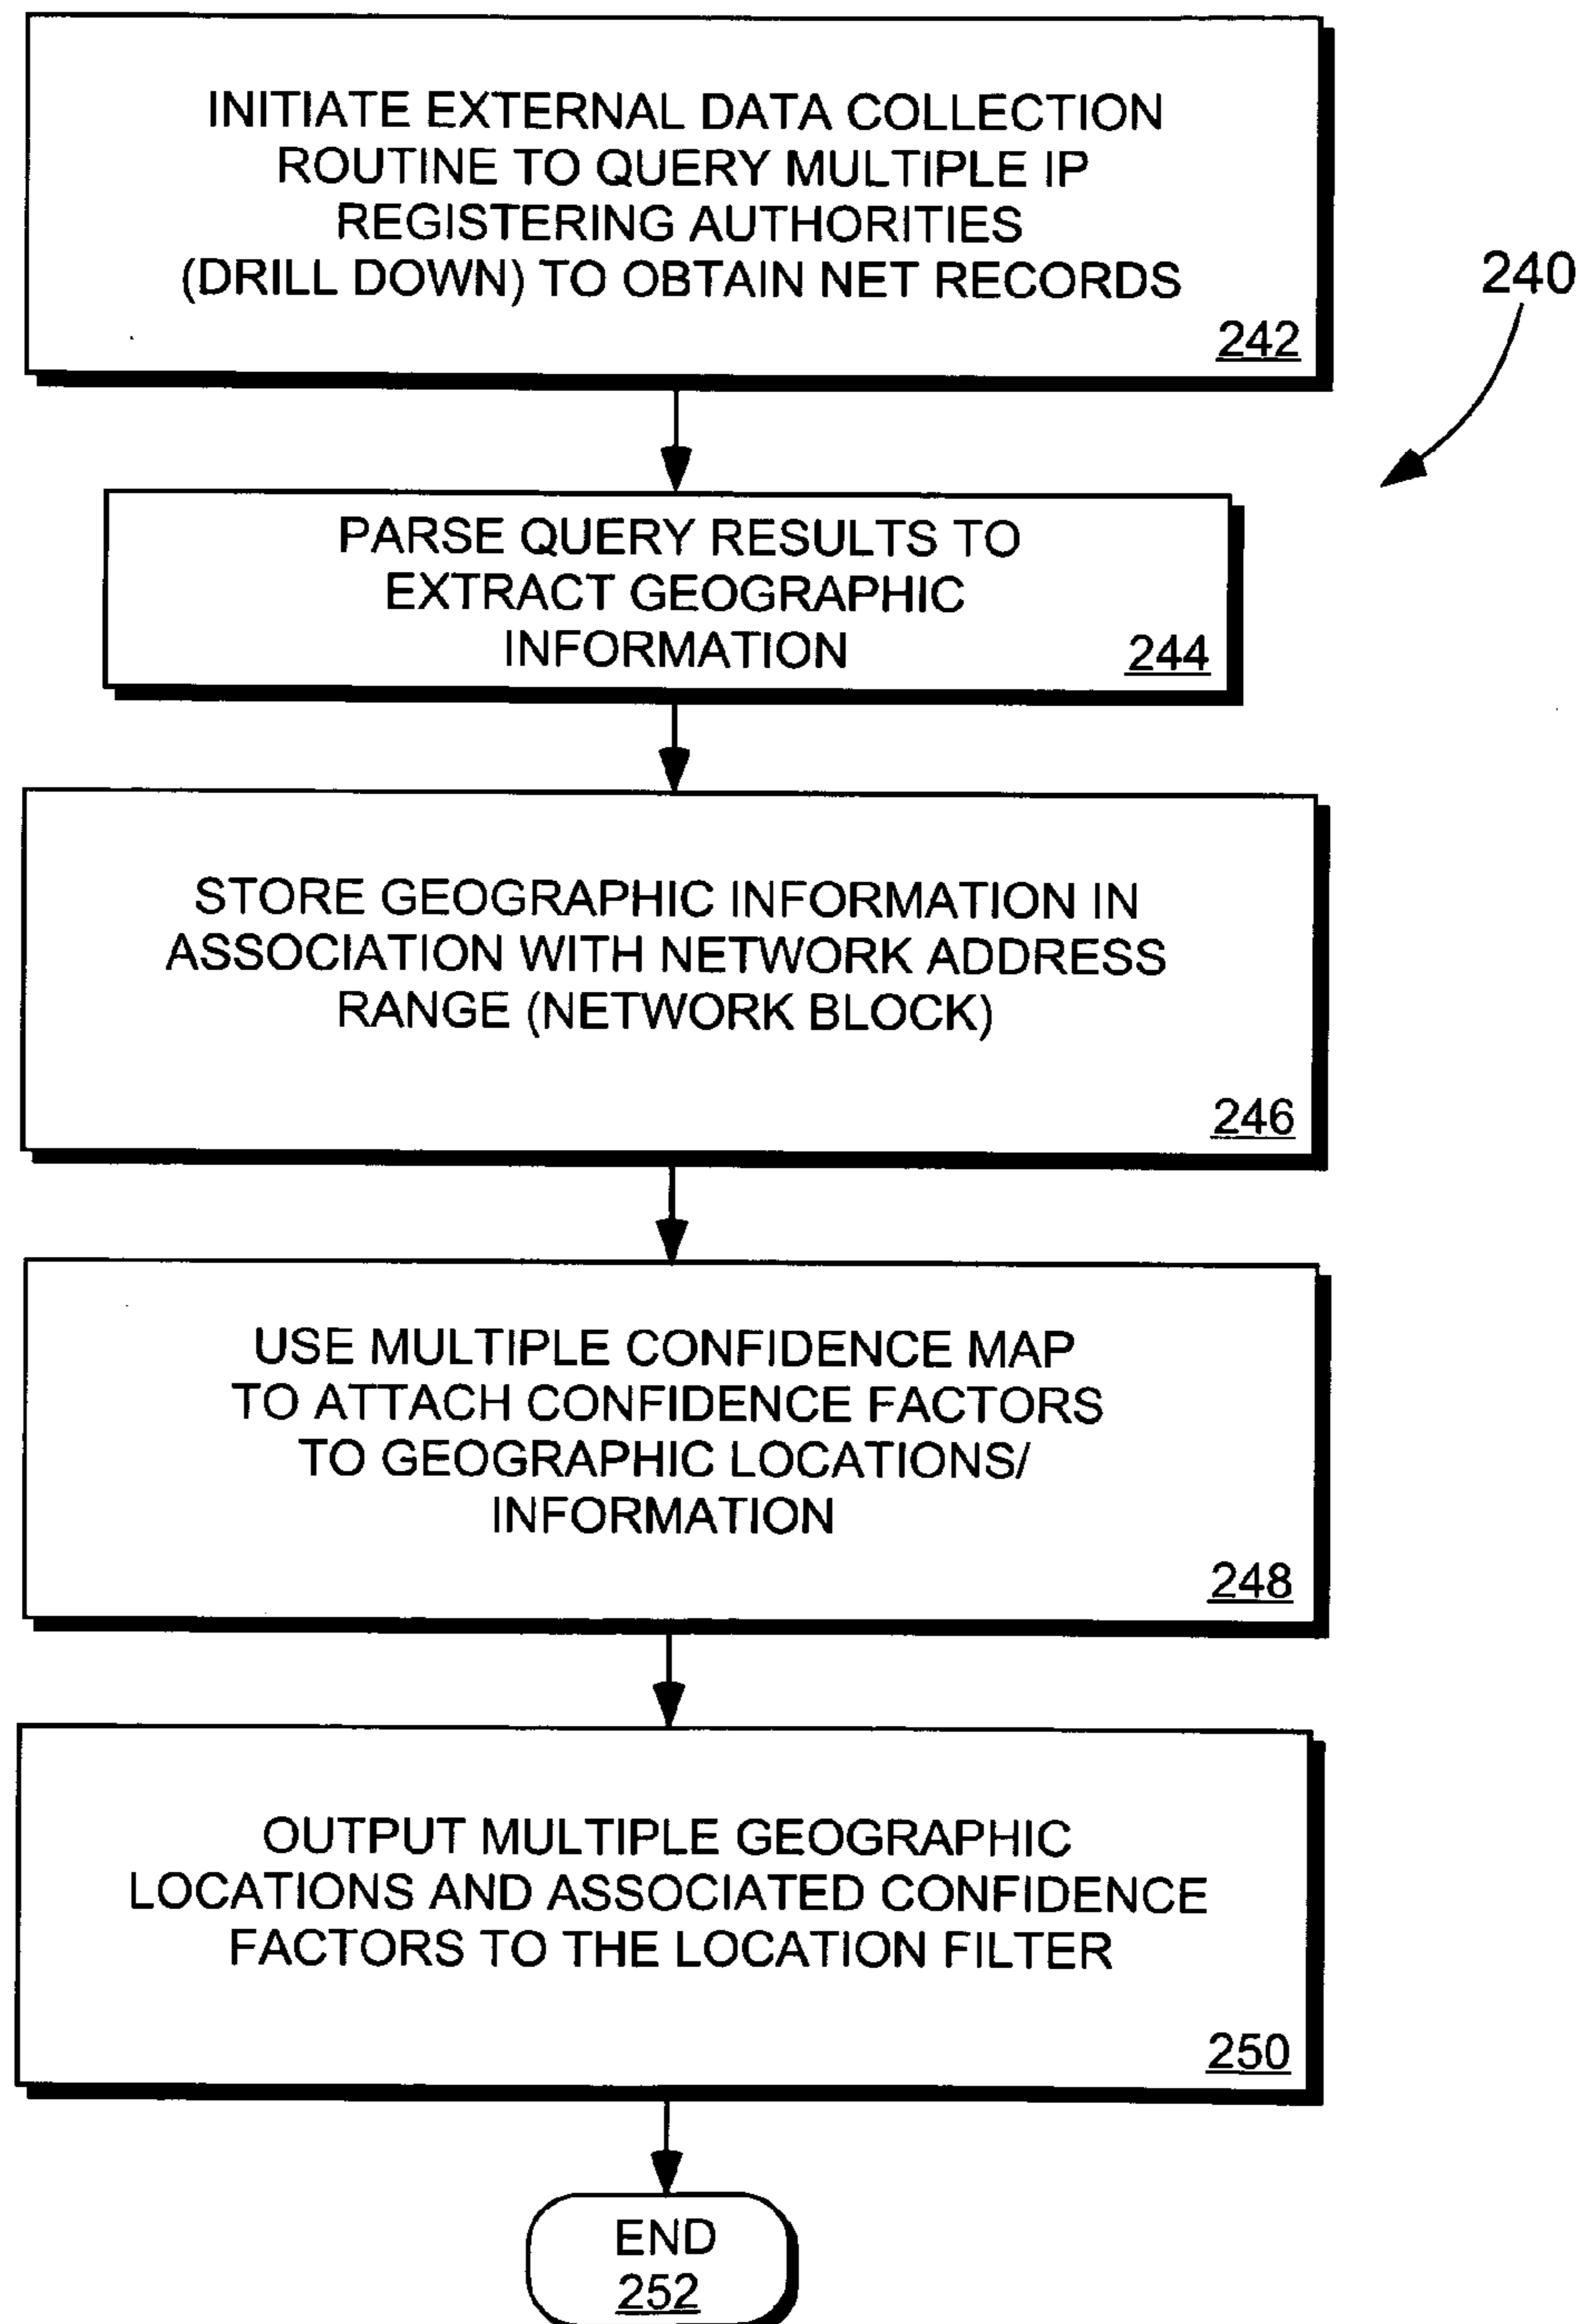 INITIATE EXTERNAL DATA COLLECTION
ROUTINE TO QUERY MULTIPLE IP
REGISTERING AUTHORITIES
(DRILL DOWN) TO OBTAIN NET RECORDS
242
240
PARSE QUERY RESULTS TO
EXTRACT GEOGRAPHIC
INFORMATION
244
STORE GEOGRAPHIC INFORMATION IN
ASSOCIATION WITH NETWORK ADDRESS
RANGE (NETWORK BLOCK)
246
USE MULTIPLE CONFIDENCE MAP
TO ATTACH CONFIDENCE FACTORS
TO GEOGRAPHIC LOCATIONS/
INFORMATION
248
OUTPUT MULTIPLE GEOGRAPHIC
LOCATIONS AND ASSOCIATED CONFIDENCE
FACTORS TO THE LOCATION FILTER
250
END
252